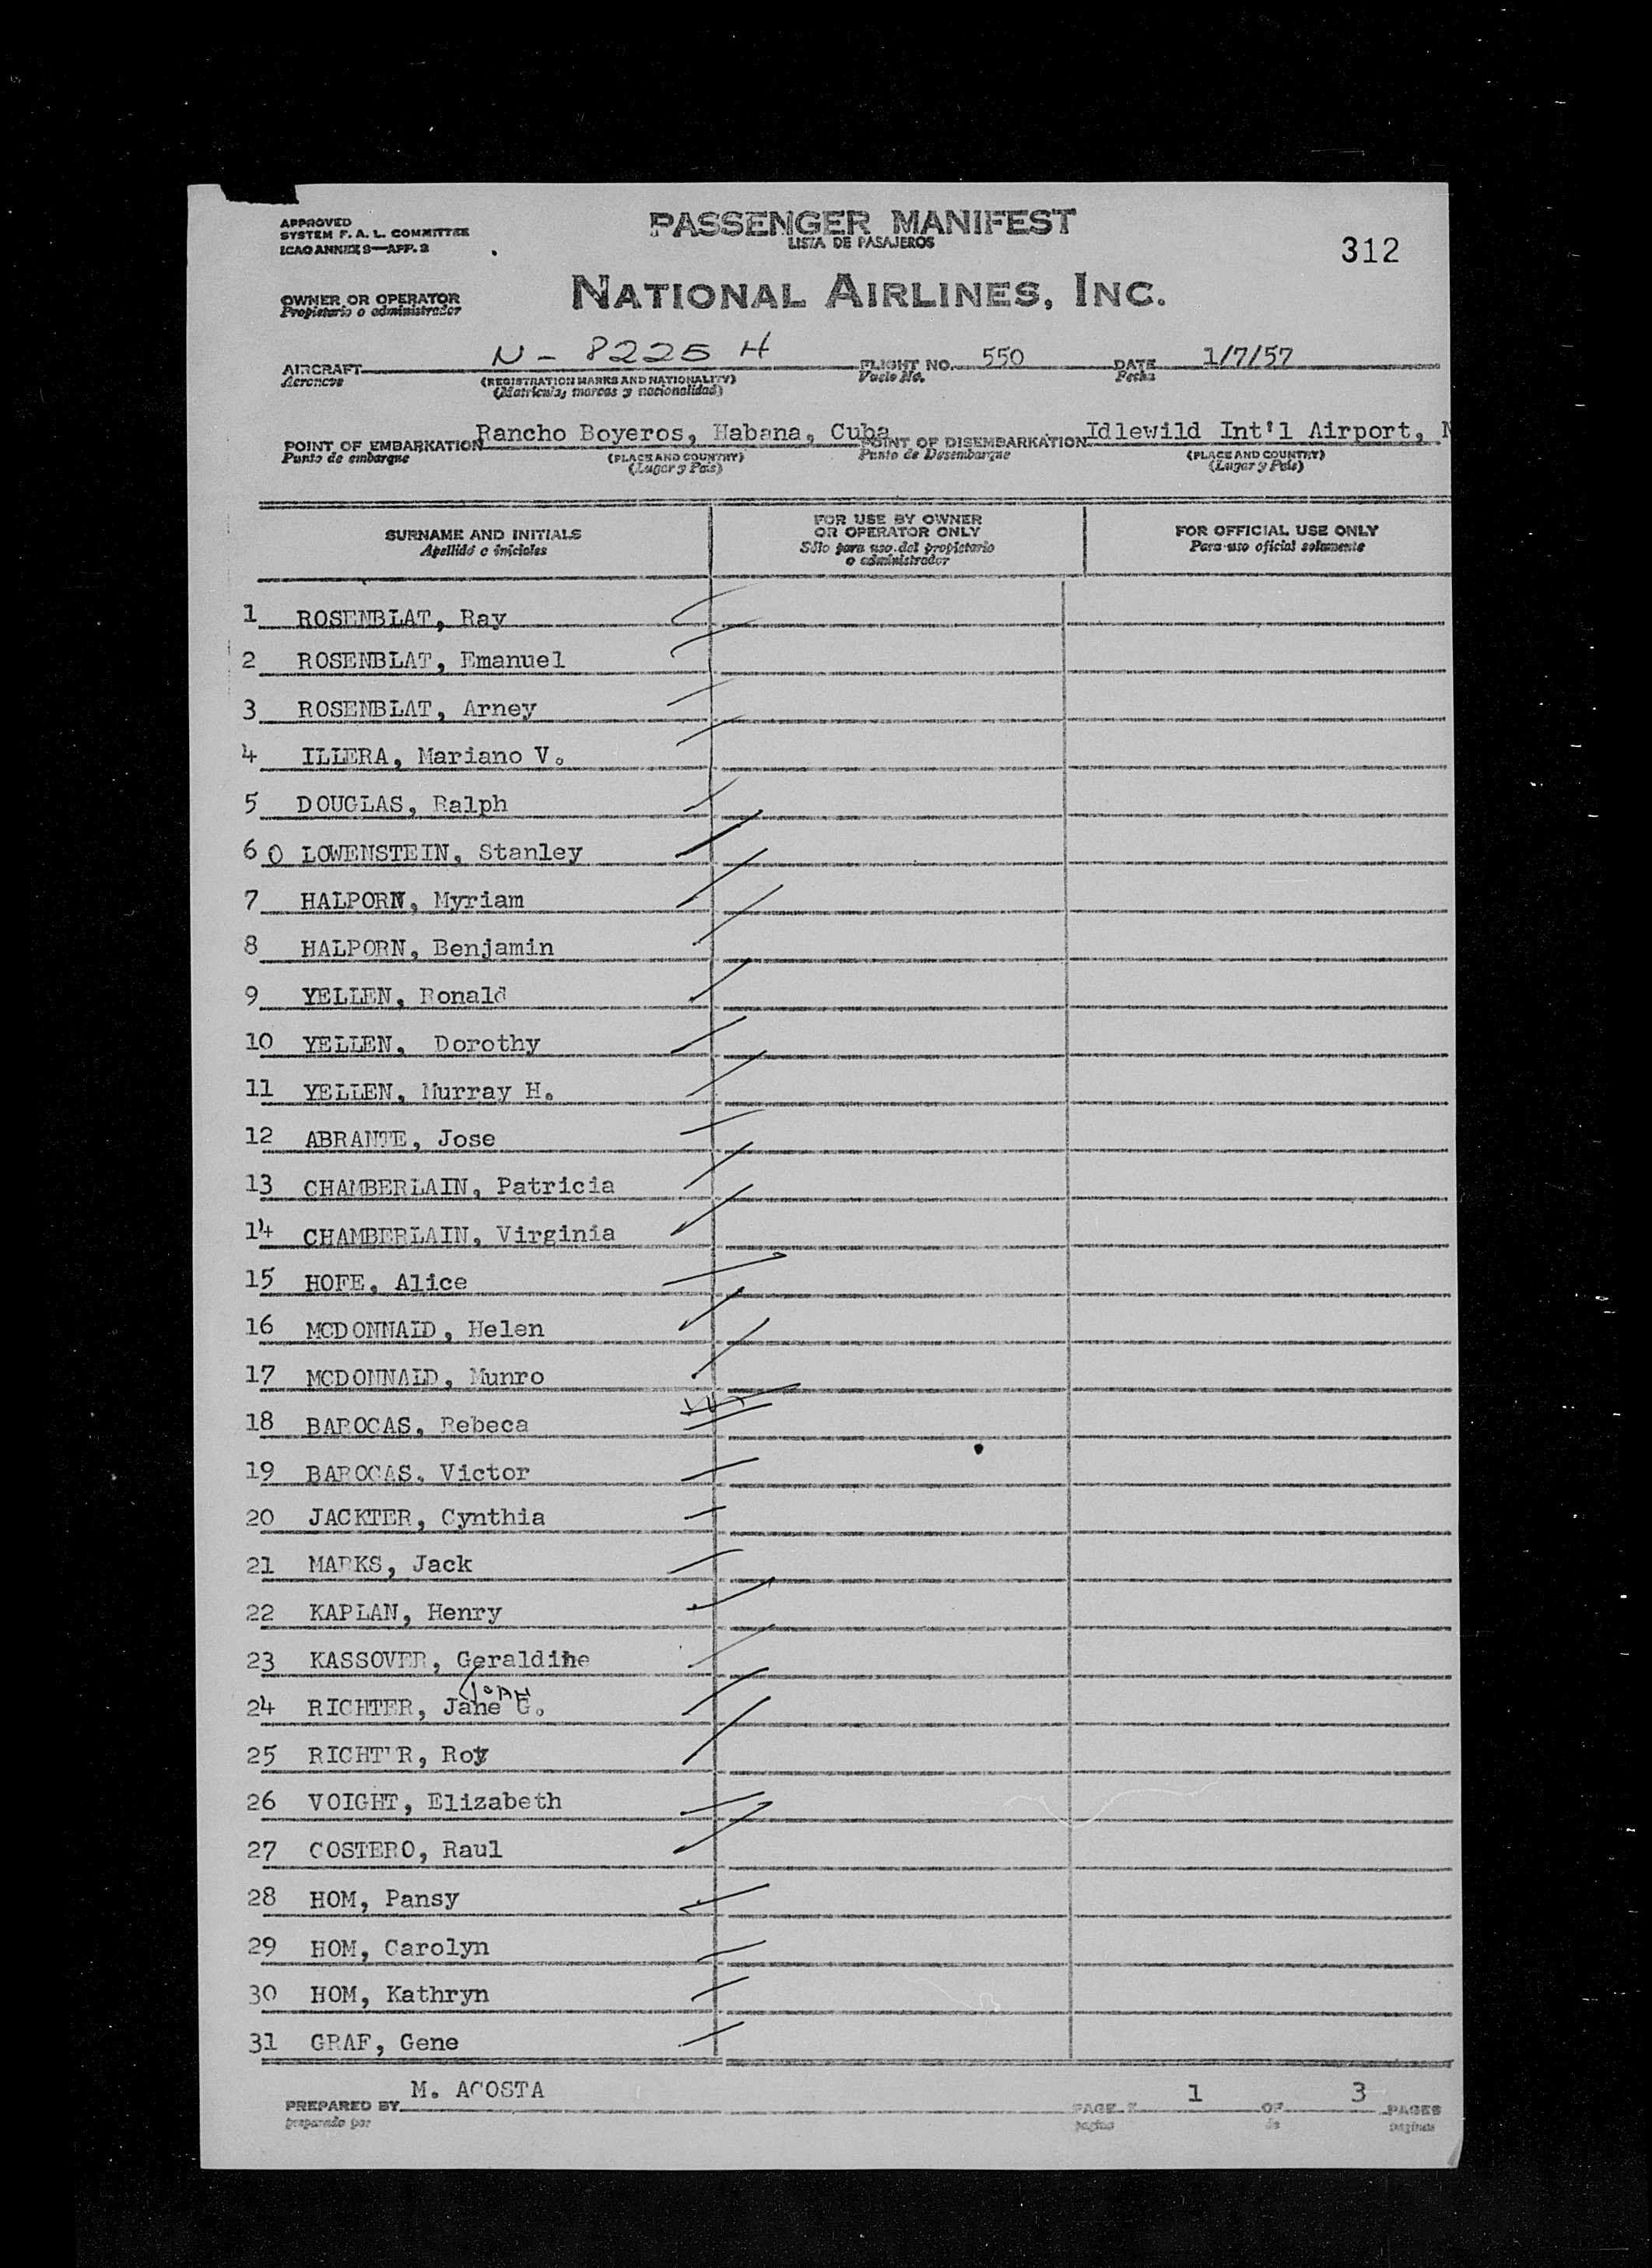 APPROVED
SYSTEM F. A. L. COMMITTEE
ICAO ANNEX 9—APP. 2
PASSENGER MANIFEST
LISTA DE PASAJEROS
312
OWNER OR OPERATOR
Propietario o administrador
NATIONAL AIRLINES, INC.
AIRCRAFT N - 8225 H FLIGHT NO. 550 DATE 1/7/57
Aeronave (REGISTRATION MARKS AND NATIONALITY) Vuelo No. Fecha
(Matricula, marcas y nacionalidad)
POINT OF EMBARKATION Rancho Boyeros, Habana, Cuba POINT OF DISEMBARKATION Idlewild Int'l Airport, N
Punto de embarque (PLACE AND COUNTRY) Punto de Desembarque (PLACE AND COUNTRY)
(Lugar y Pais) (Lugar y Pais)
SURNAME AND INITIALS
Apellido e iniciales
FOR USE BY OWNER
OR OPERATOR ONLY
Sólo para uso del propietario
o administrador
FOR OFFICIAL USE ONLY
Para uso oficial solamente
1 ROSENBLAT, Ray
2 ROSENBLAT, Emanuel
3 ROSENBLAT, Arney
4 ILLERA, Mariano V.
5 DOUGLAS, Ralph
6 O LOWENSTEIN, Stanley
7 HALPORN, Myriam
8 HALPORN, Benjamin
9 YELLEN, Ronald
10 YELLEN, Dorothy
11 YELLEN, Murray H.
12 ABRANTE, Jose
13 CHAMBERLAIN, Patricia
14 CHAMBERLAIN, Virginia
15 HOFE, Alice
16 MCDONNALD, Helen
17 MCDONNALD, Munro
18 BAROCAS, Rebeca
19 BAROCAS, Victor
20 JACKTER, Cynthia
21 MARKS, Jack
22 KAPLAN, Henry
23 KASSOVER, Geraldine
JOAN
24 RICHTER, Jane G.
25 RICHT'R, Roy
26 VOIGHT, Elizabeth
27 COSTERO, Raul
28 HOM, Pansy
29 HOM, Carolyn
30 HOM, Kathryn
31 GRAF, Gene
PREPARED BY M. ACOSTA PAGE 1 OF 3 PAGES
preparado por pagina de paginas